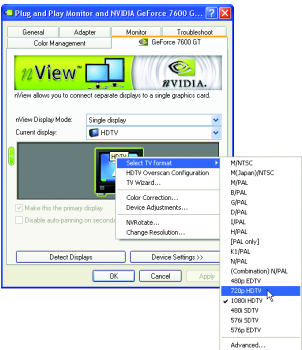 Plug and Play Monitor and NVIDIA GeForce 7600 G...
General
Adapter
Monitor
Troubleshoot
Color Management
GeForce 7600 GT
nView
NVIDIA.
nView allows you to connect separate displays to a single graphics card.
nView Display Mode:
Single display
Current display:
HDTV
HDTV
Make this the primary display
Disable auto-panning on second
Select TV format
HDTV Overscan Configuration
TV Wizard...
Color Correction...
Device Adjustments...
NVRotate...
Change Resolution...
M/NTSC
M(Japan)/NTSC
M/PAL
B/PAL
G/PAL
D/PAL
I/PAL
H/PAL
[PAL only]
K1/PAL
N/PAL
(Combination) N/PAL
480p EDTV
720p HDTV
1080i HDTV
480i SDTV
576i SDTV
576p EDTV
Advanced...
Detect Displays
Device Settings >>
OK
Cancel
Apply